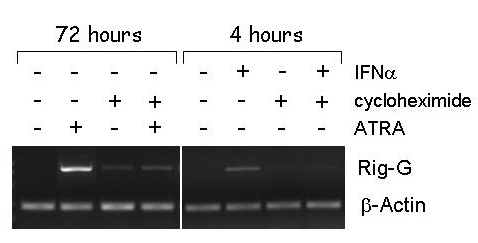 72 hours 4 hours
- - - - - + - + IFNα
- - + + - - + + cycloheximide
- + - + - - - - ATRA
Rig-G
β-Actin